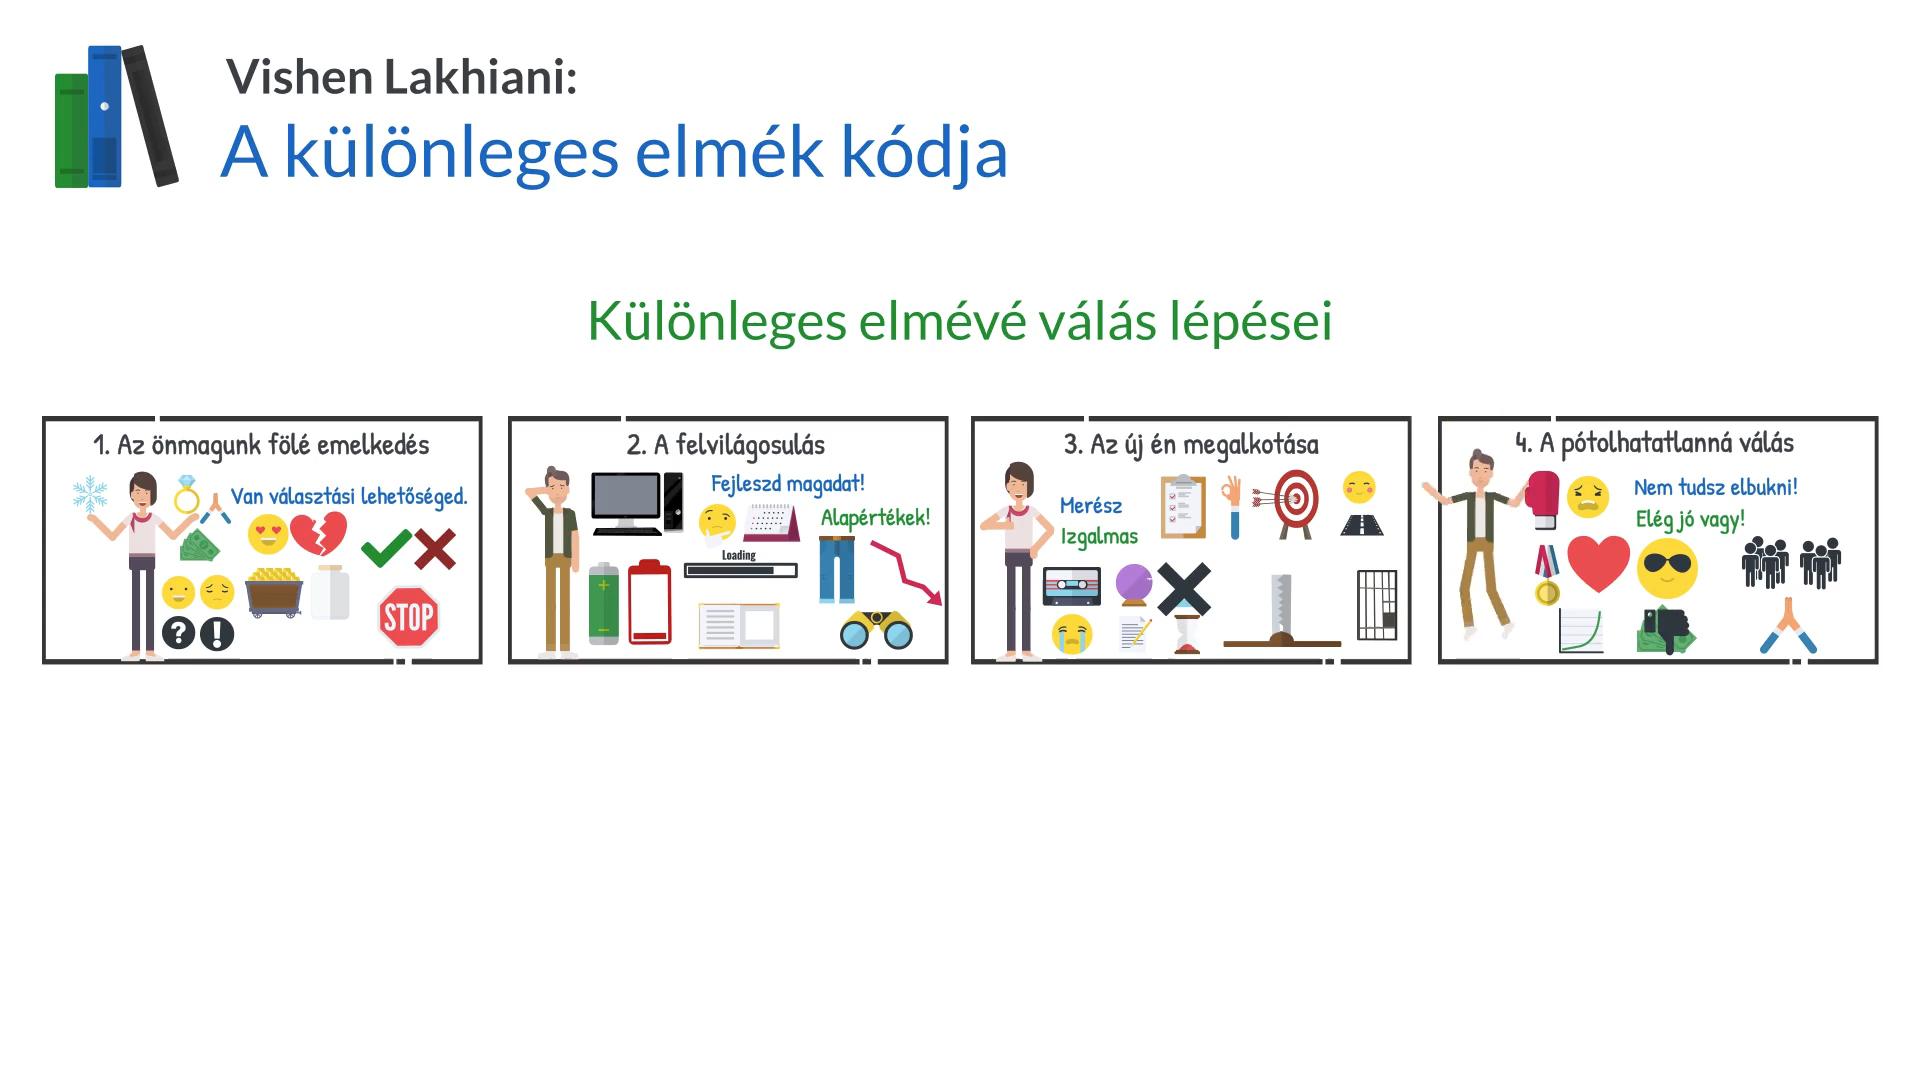 Vishen Lakhiani:
A különleges elmék kódja
Különleges elmévé válás lépései
1. Az önmagunk fölé emelkedés
Van választási lehetőséged.
?
!
STOP
2. A felvilágosulás
Fejleszd magadat!
Alapértékek!
Loading
+
–
3. Az új én megalkotása
Merész
Izgalmas
4. A pótolhatatlanná válás
Nem tudsz elbukni!
Elég jó vagy!